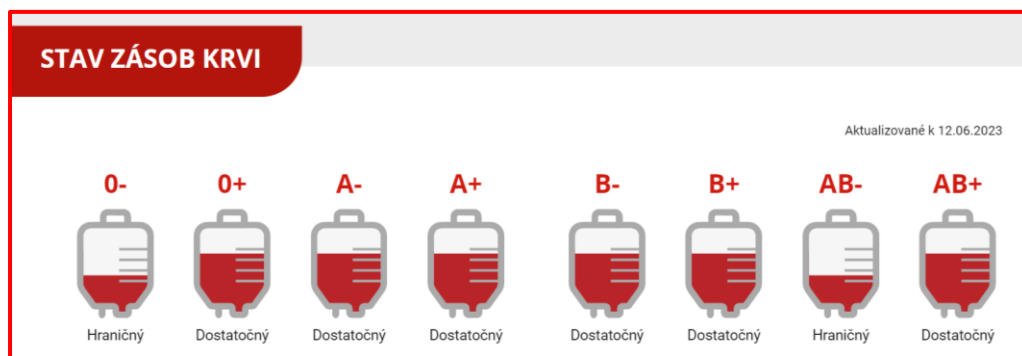 STAV ZÁSOB KRVI
Aktualizované k 12.06.2023
0- 0+ A- A+ B- B+ AB- AB+
Hraničný Dostatočný Dostatočný Dostatočný Dostatočný Dostatočný Hraničný Dostatočný